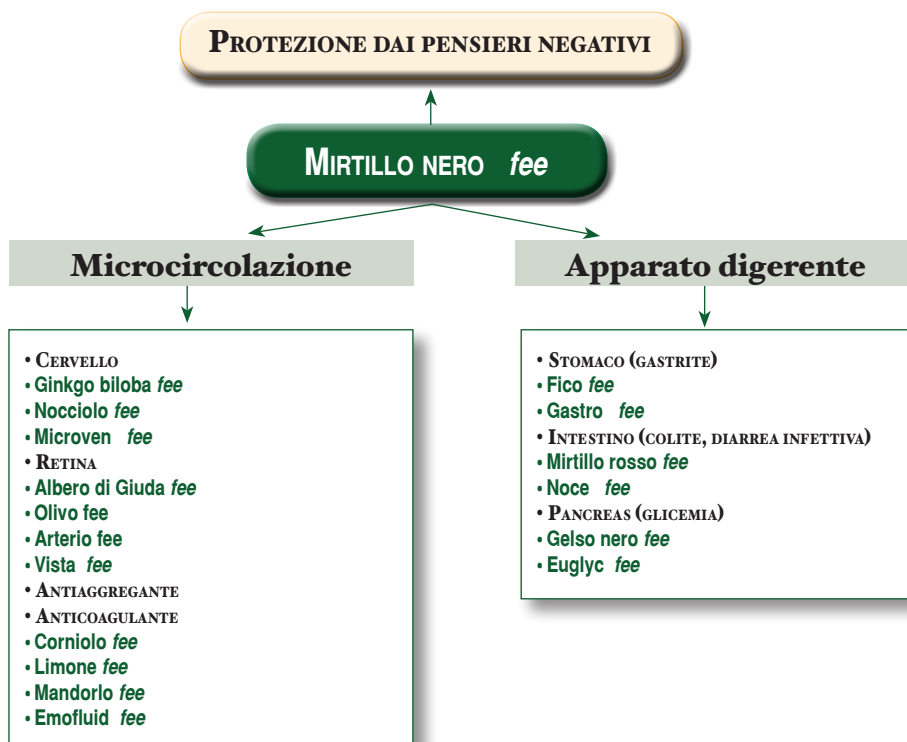 PROTEZIONE DAI PENSIERI NEGATIVI
MIRTILLO NERO fee
Microcircolazione
• CERVELLO
• Ginkgo biloba fee
• Nocciolo fee
• Microven fee
• RETINA
• Albero di Giuda fee
• Olivo fee
• Arterio fee
• Vista fee
• ANTIAGGREGANTE
• ANTICOAGULANTE
• Corniolo fee
• Limone fee
• Mandorlo fee
• Emofluid fee
Apparato digerente
• STOMACO (GASTRITE)
• Fico fee
• Gastro fee
• INTESTINO (COLITE, DIARREA INFETTIVA)
• Mirtillo rosso fee
• Noce fee
• PANCREAS (GLICEMIA)
• Gelso nero fee
• Euglyc fee